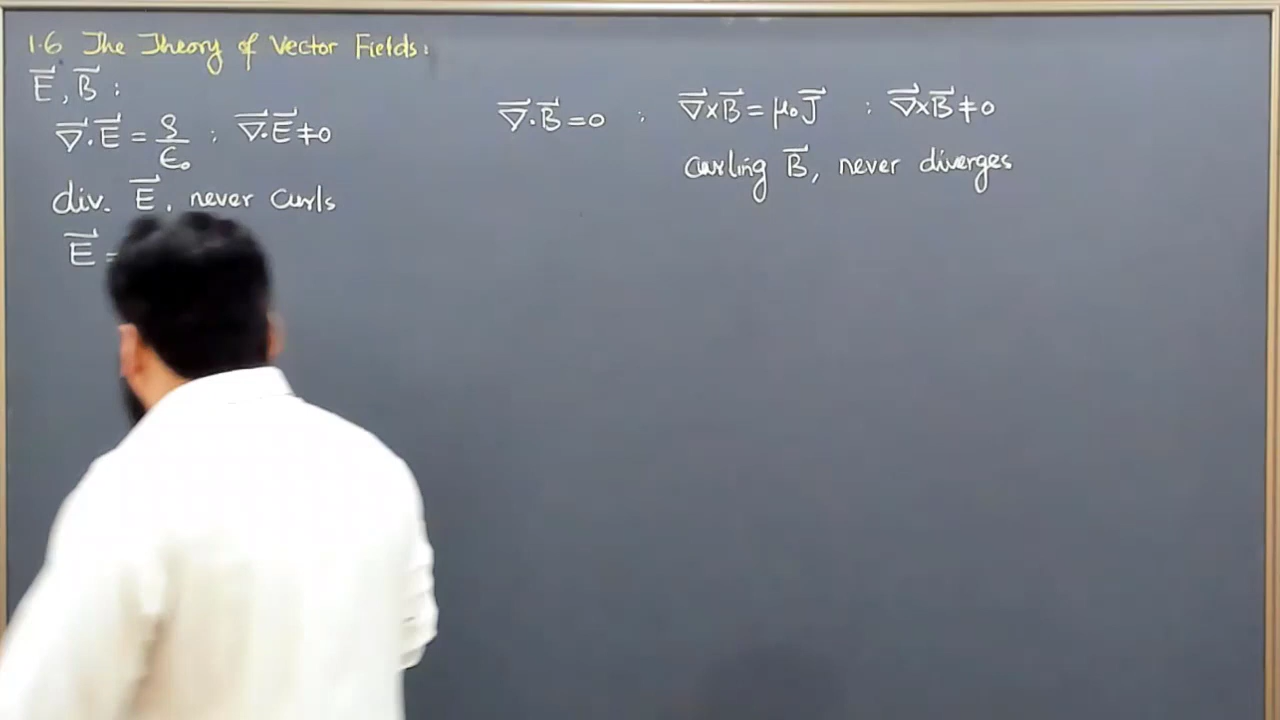 1.6 The Theory of Vector Fields:
E⃗, B⃗ :
∇⃗·E⃗ = ρ/ϵ₀ ; ∇⃗·E⃗ ≠ 0
div. E⃗, never curls
E⃗ =
∇⃗·B⃗ = 0 ; ∇⃗×B⃗ = μ₀J⃗ ; ∇⃗×B⃗ ≠ 0
curling B⃗, never diverges